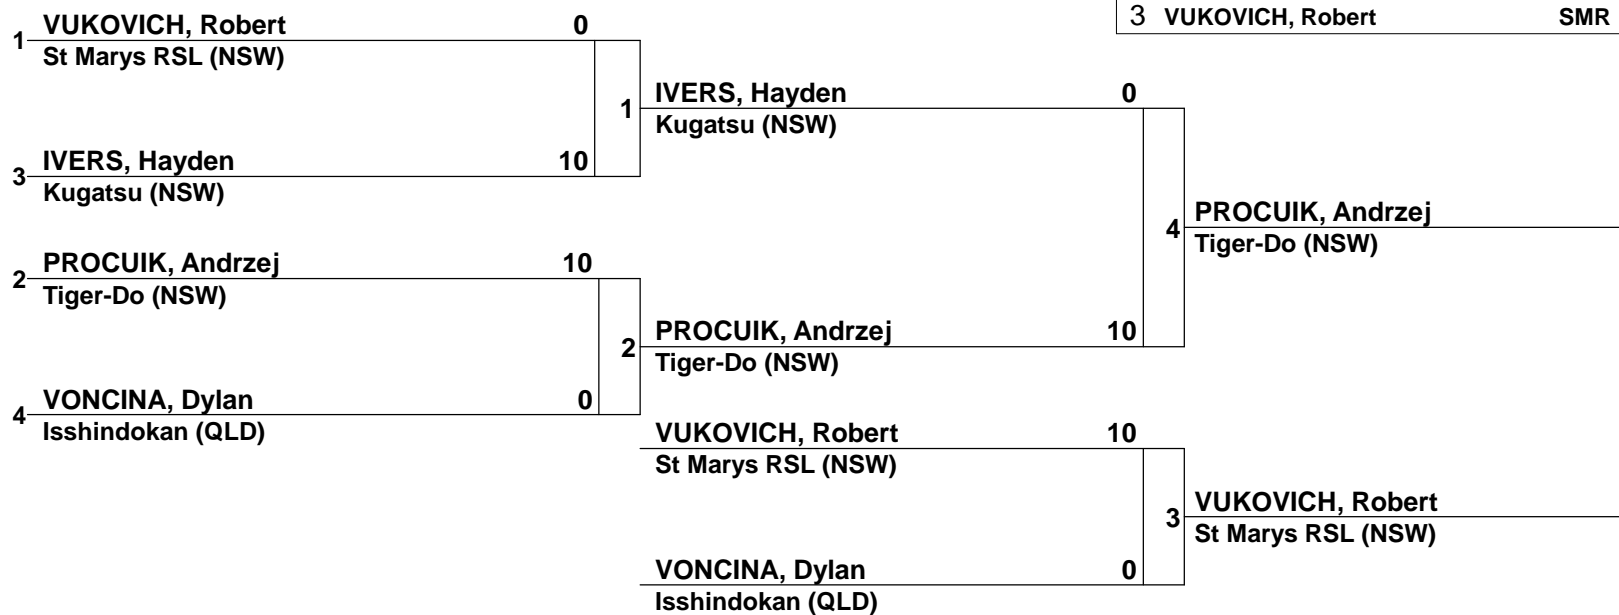 3 VUKOVICH, Robert SMR
VUKOVICH, Robert 0
1
St Marys RSL (NSW)
IVERS, Hayden 0
1
Kugatsu (NSW)
IVERS, Hayden 10
3
Kugatsu (NSW)
PROCUIK, Andrzej
4
Tiger-Do (NSW)
PROCUIK, Andrzej 10
2
Tiger-Do (NSW)
PROCUIK, Andrzej 10
2
Tiger-Do (NSW)
VONCINA, Dylan 0
4
Isshindokan (QLD)
VUKOVICH, Robert 10
St Marys RSL (NSW)
VUKOVICH, Robert
3
St Marys RSL (NSW)
VONCINA, Dylan 0
Isshindokan (QLD)